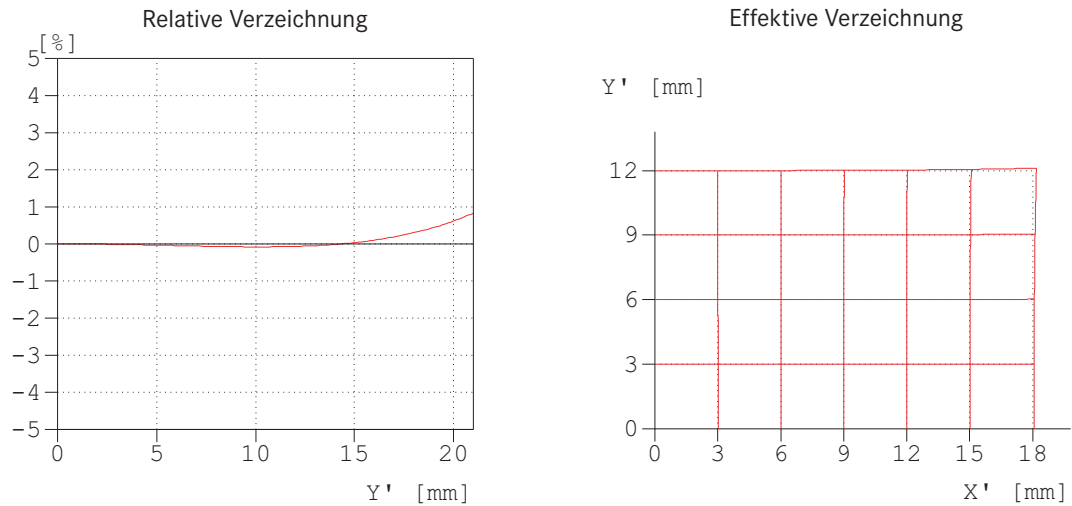 Relative Verzeichnung
[%]
5
4
3
2
1
0
-1
-2
-3
-4
-5
0 5 10 15 20
Y' [mm]
Effektive Verzeichnung
Y' [mm]
12
9
6
3
0
0 3 6 9 12 15 18
X' [mm]